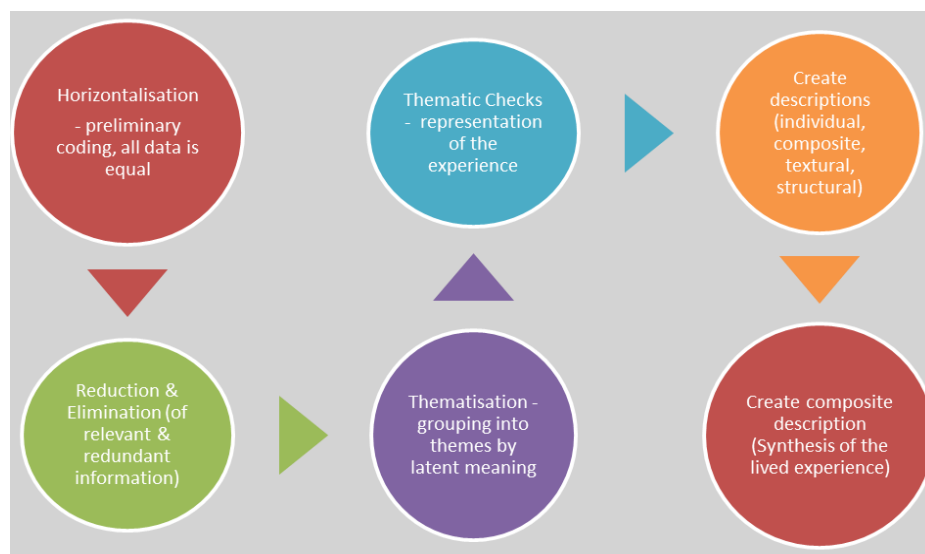 Horizontalisation
- preliminary
coding, all data is
equal
Reduction &
Elimination (of
relevant &
redundant
information)
Thematisation -
grouping into
themes by
latent meaning
Thematic Checks
- representation
of the
experience
Create
descriptions
(individual,
composite,
textural,
structural)
Create composite
description
(Synthesis of the
lived experience)